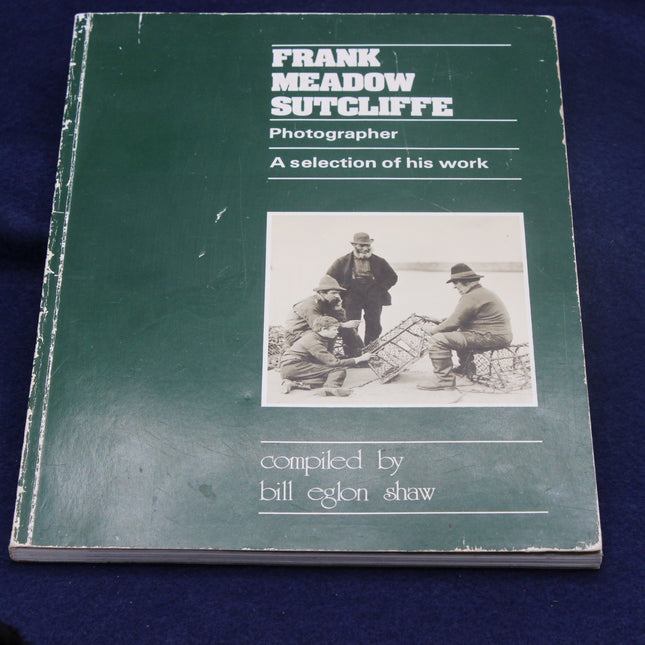 FRANK
MEADOW
SUTCLIFFE
Photographer
A selection of his work
compiled by
bill eglon shaw